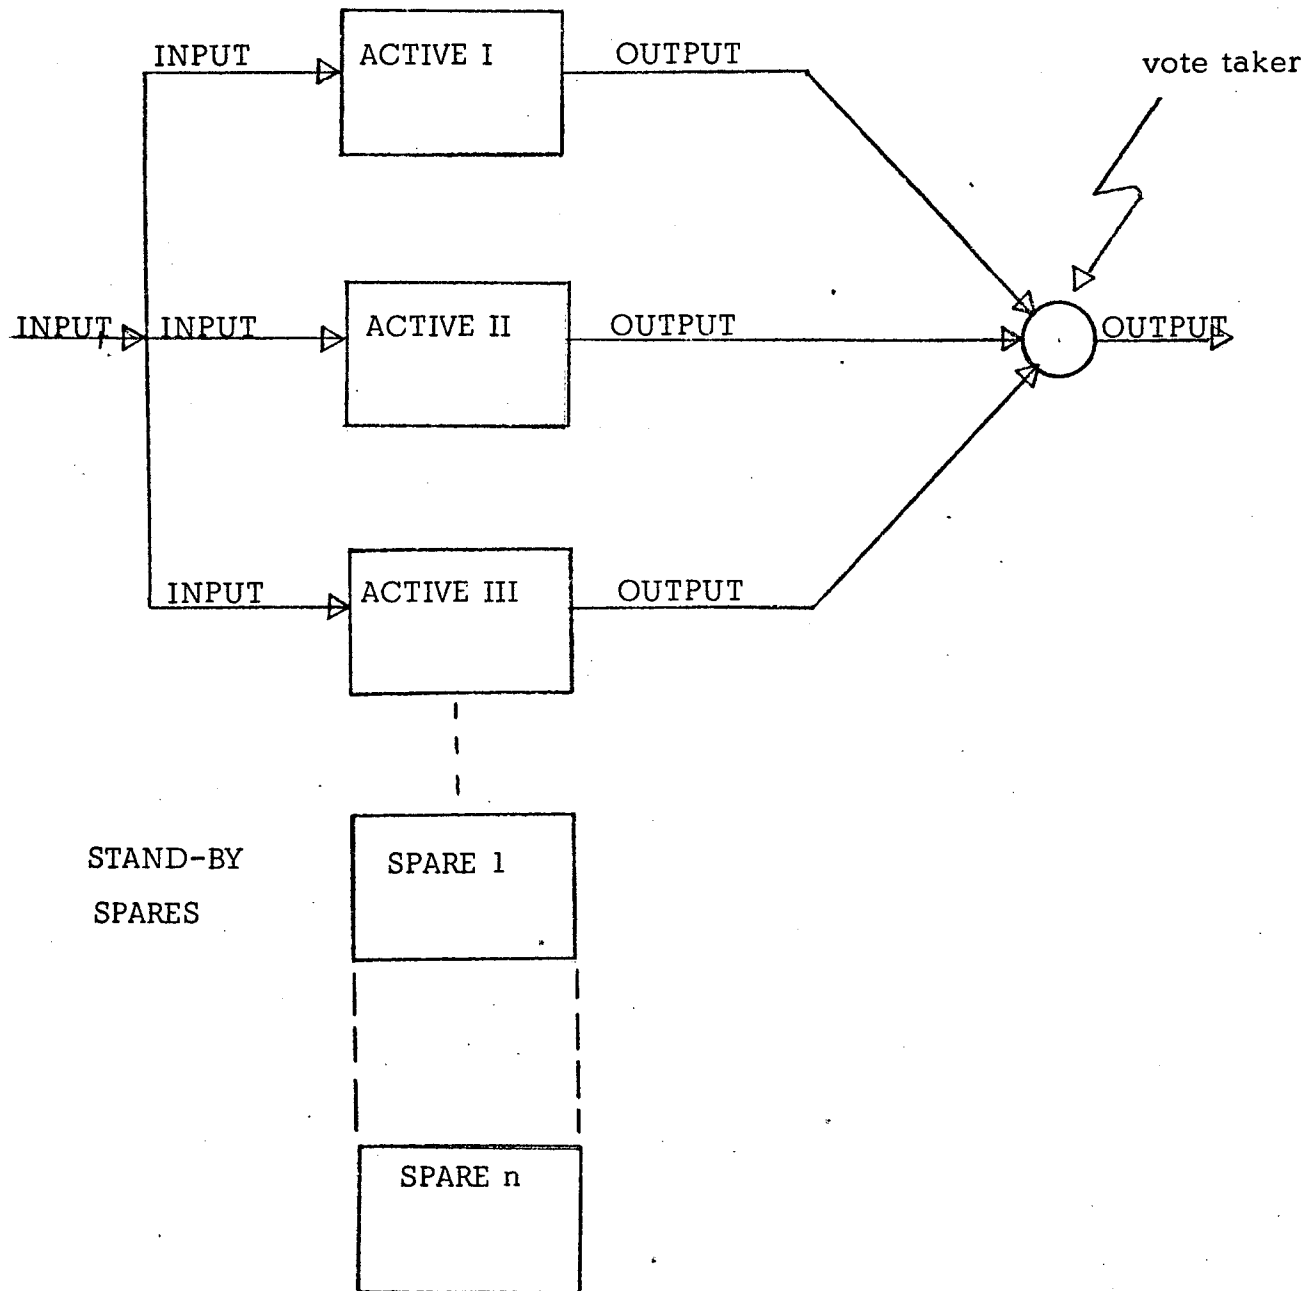 INPUT
ACTIVE I
OUTPUT
vote taker
INPUT
INPUT
ACTIVE II
OUTPUT
OUTPUT
INPUT
ACTIVE III
OUTPUT
STAND-BY
SPARES
SPARE 1
SPARE n